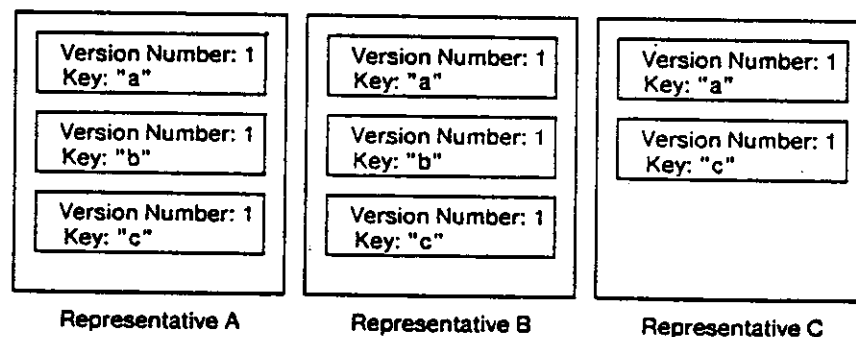 Version Number: 1
Key: "a"
Version Number: 1
Key: "b"
Version Number: 1
Key: "c"
Representative A
Version Number: 1
Key: "a"
Version Number: 1
Key: "b"
Version Number: 1
Key: "c"
Representative B
Version Number: 1
Key: "a"
Version Number: 1
Key: "c"
Representative C